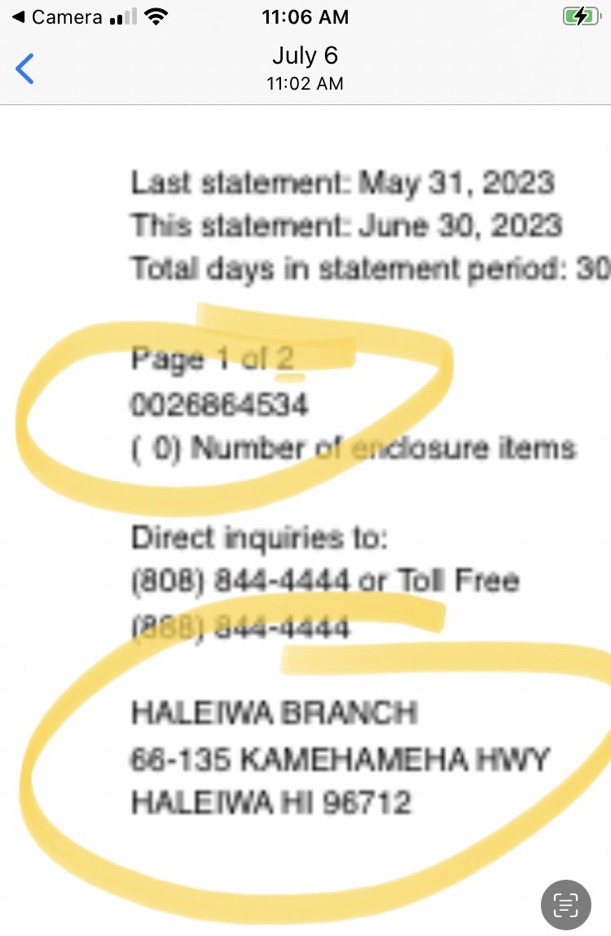 Camera
11:06 AM
July 6
11:02 AM
Last statement: May 31, 2023
This statement: June 30, 2023
Total days in statement period: 30
Page 1 of 2
0026864534
( 0) Number of enclosure items
Direct inquiries to:
(808) 844-4444 or Toll Free
(888) 844-4444
HALEIWA BRANCH
66-135 KAMEHAMEHA HWY
HALEIWA HI 96712